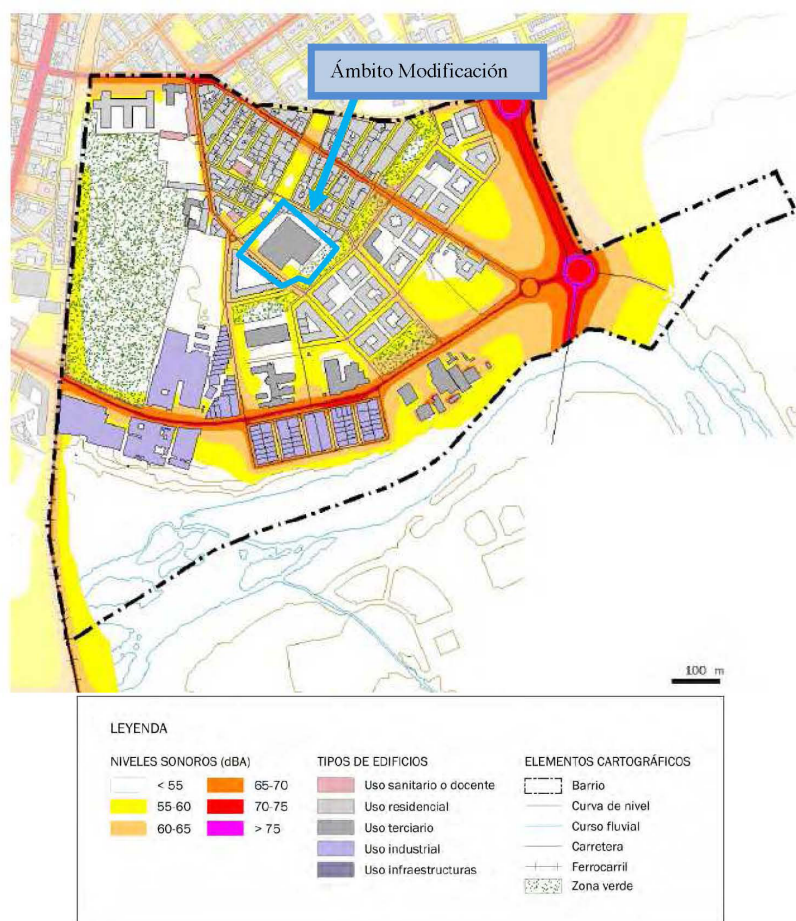 Ámbito Modificación
100 m
LEYENDA
NIVELES SONOROS (dBA)
< 55
55-60
60-65
65-70
70-75
> 75
TIPOS DE EDIFICIOS
Uso sanitario o docente
Uso residencial
Uso terciario
Uso industrial
Uso infraestructuras
ELEMENTOS CARTOGRÁFICOS
Barrio
Curva de nivel
Curso fluvial
Carretera
Ferrocarril
Zona verde